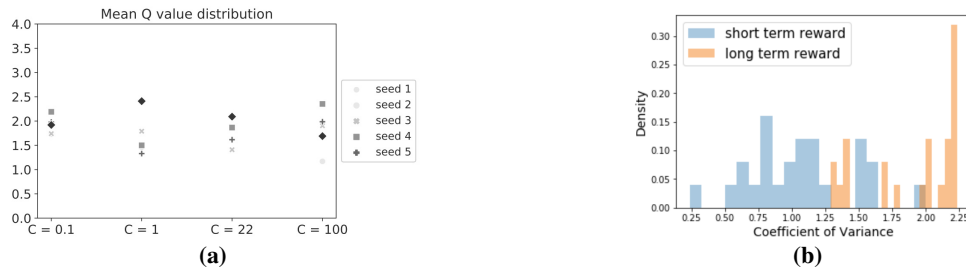 Mean Q value distribution
4.0
3.5
3.0
2.5
2.0
1.5
1.0
0.5
0.0
C = 0.1 C = 1 C = 22 C = 100
seed 1
seed 2
seed 3
seed 4
seed 5
(a)
short term reward
long term reward
Density
0.30
0.25
0.20
0.15
0.10
0.05
0.00
0.25 0.50 0.75 1.00 1.25 1.50 1.75 2.00 2.25
Coefficient of Variance
(b)